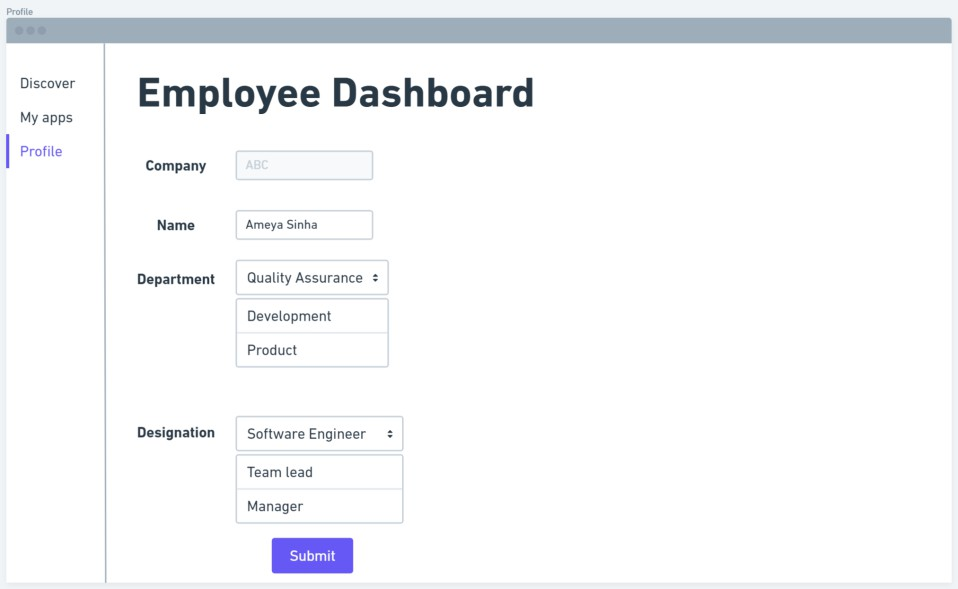 Profile
Discover
My apps
Profile
Employee Dashboard
Company ABC
Name Ameya Sinha
Department Quality Assurance
Development
Product
Designation Software Engineer
Team lead
Manager
Submit